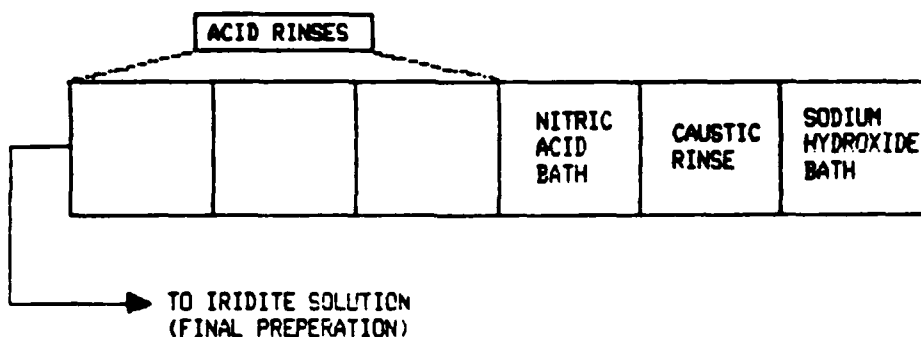 ACID RINSES
NITRIC
ACID
BATH
CAUSTIC
RINSE
SODIUM
HYDROXIDE
BATH
TO IRIDITE SOLUTION
(FINAL PREPERATION)